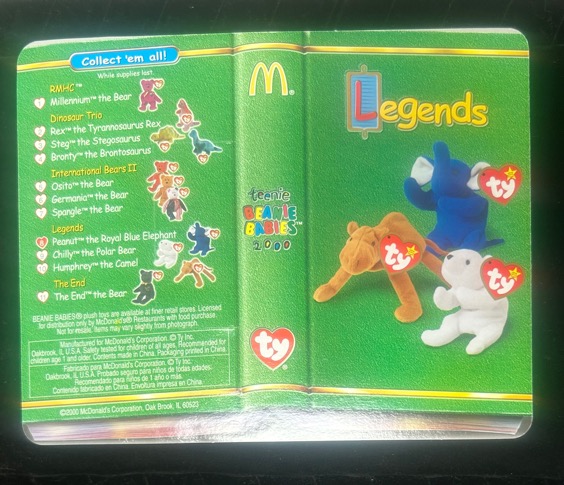 Collect 'em all!
While supplies last.
RMHC™
Millennium™ the Bear
Dinosaur Trio
Rex™ the Tyrannosaurus Rex
Steg™ the Stegosaurus
Bronty™ the Brontosaurus
International Bears II
Osito™ the Bear
Germania™ the Bear
Spangle™ the Bear
Legends
Peanut™ the Royal Blue Elephant
Chilly™ the Polar Bear
Humphrey™ the Camel
The End
The End™ the Bear
BEANIE BABIES® plush toys are available at finer retail stores. Licensed
for distribution only by McDonald's® Restaurants with food purchase.
Not for resale. Items may vary slightly from photograph.
Manufactured for McDonald's Corporation, © Ty Inc.
Oakbrook, IL U.S.A. Safety tested for children of all ages. Recommended for
children age 1 and older. Contents made in China. Packaging printed in China.
Fabricado para McDonald's Corporation, © Ty Inc.
Oakbrook, IL U.S.A. Probado seguro para niños de todas edades.
Recomendado para niños de 1 año o más.
Contenido fabricado en China. Envoltura impresa en China.
©2000 McDonald's Corporation, Oak Brook, IL 60523
M®
teenie
BEANIE
BABIES™
2000
ty
Legends
ty
ty
ty